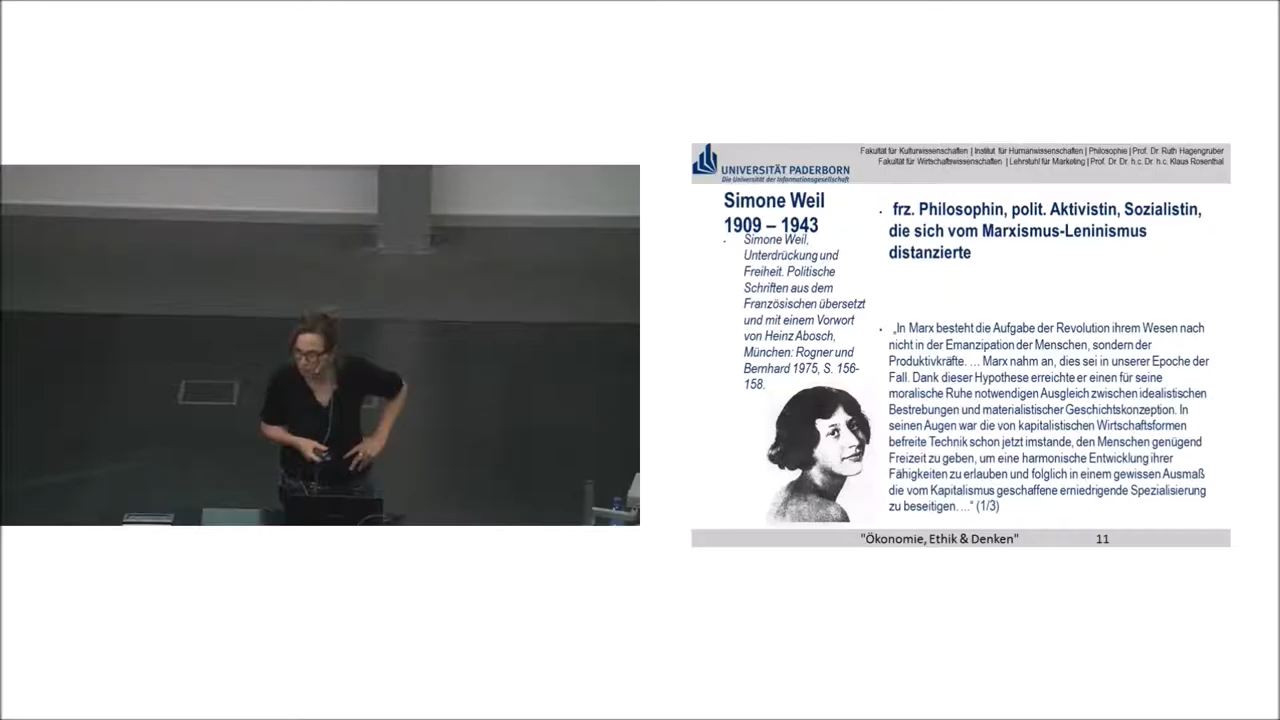 Fakultät für Kulturwissenschaften | Institut für Humanwissenschaften | Philosophie | Prof. Dr. Ruth Hagengruber
Fakultät für Wirtschaftswissenschaften | Lehrstuhl für Marketing | Prof. Dr. Dr. h.c. Dr. h.c. Klaus Rosenthal
UNIVERSITÄT PADERBORN
Die Universität der Informationsgesellschaft
Simone Weil
1909 – 1943
Simone Weil,
Unterdrückung und
Freiheit. Politische
Schriften aus dem
Französischen übersetzt
und mit einem Vorwort
von Heinz Abosch,
München: Rogner und
Bernhard 1975, S. 156-
158.
frz. Philosophin, polit. Aktivistin, Sozialistin,
die sich vom Marxismus-Leninismus
distanzierte
„In Marx besteht die Aufgabe der Revolution ihrem Wesen nach
nicht in der Emanzipation der Menschen, sondern der
Produktivkräfte. … Marx nahm an, dies sei in unserer Epoche der
Fall. Dank dieser Hypothese erreichte er einen für seine
moralische Ruhe notwendigen Ausgleich zwischen idealistischen
Bestrebungen und materialistischer Geschichtskonzeption. In
seinen Augen war die von kapitalistischen Wirtschaftsformen
befreite Technik schon jetzt imstande, den Menschen genügend
Freizeit zu geben, um eine harmonische Entwicklung ihrer
Fähigkeiten zu erlauben und folglich in einem gewissen Ausmaß
die vom Kapitalismus geschaffene erniedrigende Spezialisierung
zu beseitigen. …“ (1/3)
"Ökonomie, Ethik & Denken" 11